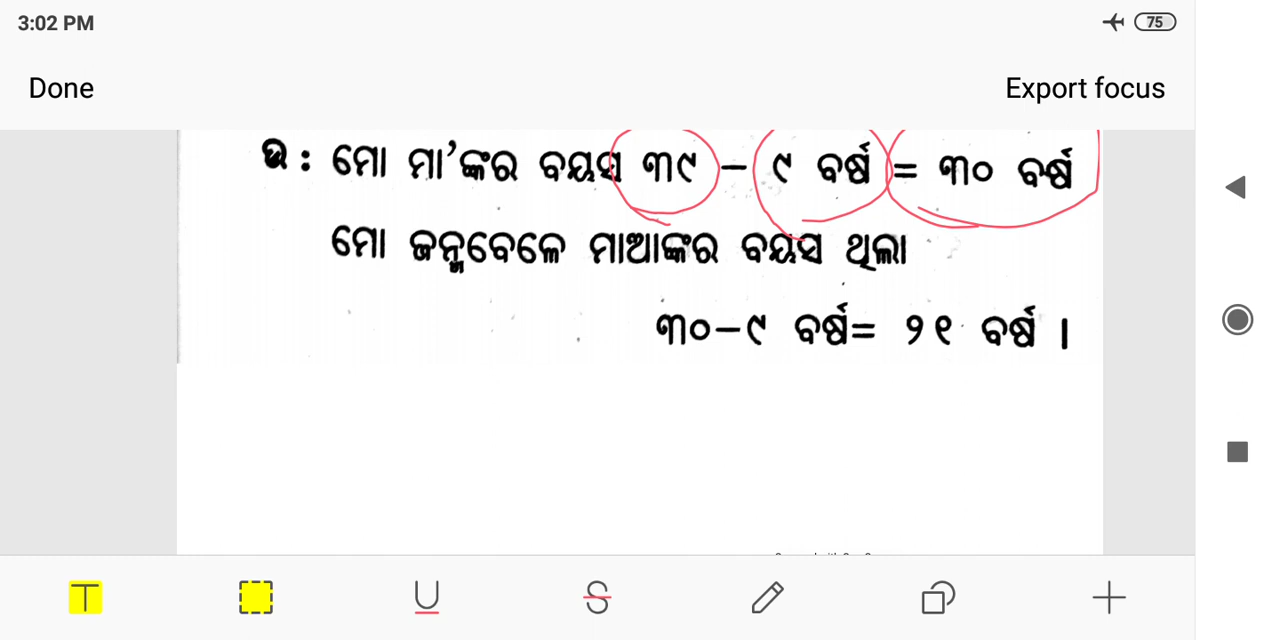 3:02 PM
75
Done
Export focus
ଉ : ମୋ ମା’ଙ୍କର ବୟସ ୩୯ – ୯ ବର୍ଷ = ୩୦ ବର୍ଷ
ମୋ ଜନ୍ମବେଳେ ମାଆଙ୍କର ବୟସ ଥିଲା
୩୦–୯ ବର୍ଷ= ୨୧ ବର୍ଷ ।
T
U
S